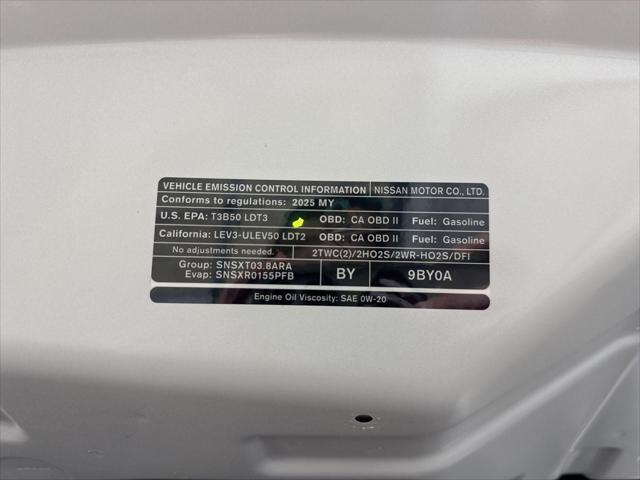 VEHICLE EMISSION CONTROL INFORMATION NISSAN MOTOR CO., LTD.
Conforms to regulations: 2025 MY
U.S. EPA: T3B50 LDT3 OBD: CA OBD II Fuel: Gasoline
California: LEV3-ULEV50 LDT2 OBD: CA OBD II Fuel: Gasoline
No adjustments needed. 2TWC(2)/2HO2S/2WR-HO2S/DFI
Group: SNSXT03.8ARA
Evap: SNSXR0155PFB
BY
9BY0A
Engine Oil Viscosity: SAE 0W-20